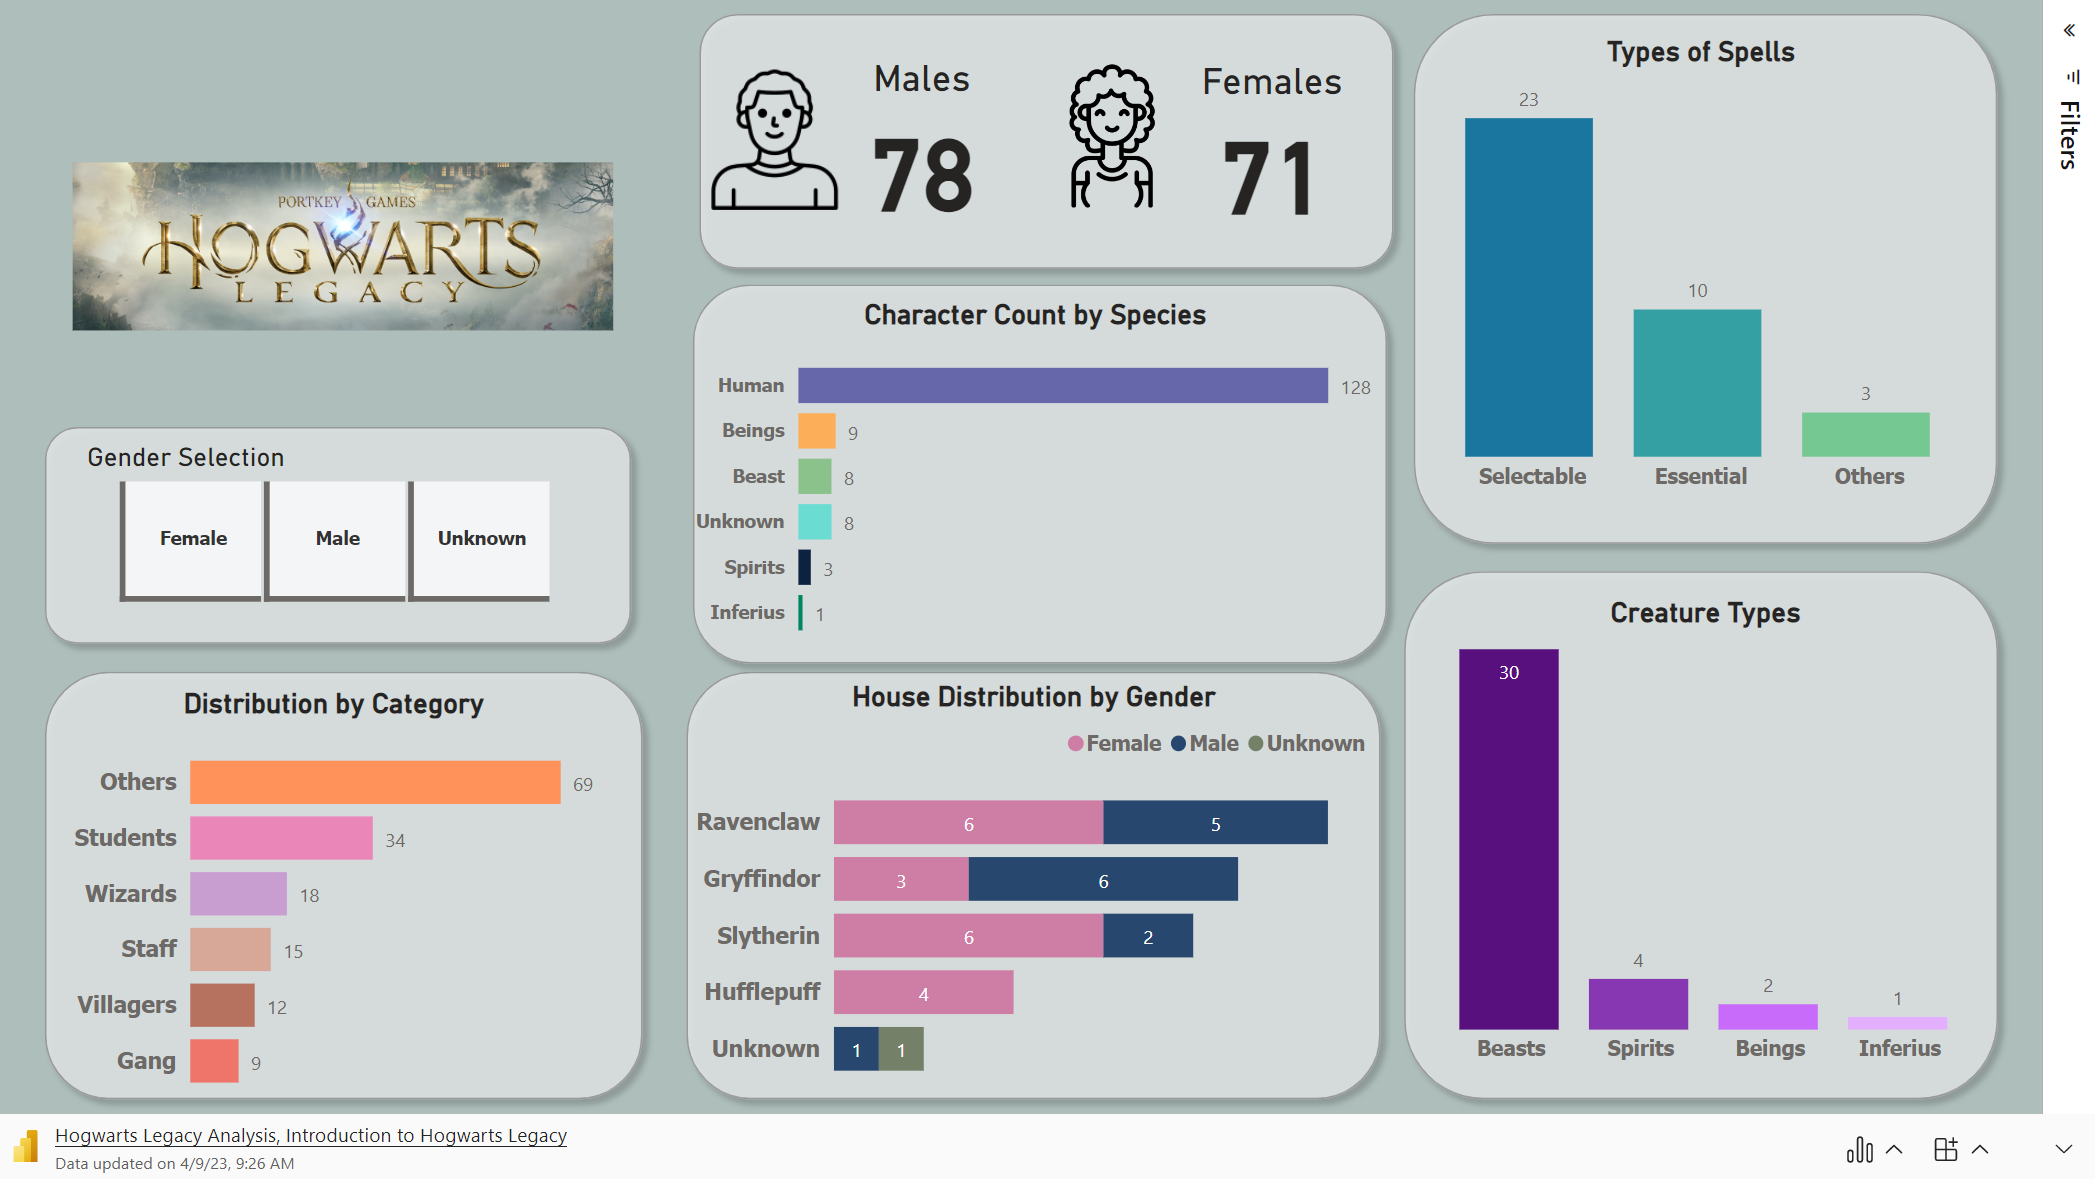 PORTKEY GAMES
HOGWARTS
LEGACY
Gender Selection
Female
Male
Unknown
Distribution by Category
Others 69
Students 34
Wizards 18
Staff 15
Villagers 12
Gang 9
Males
78
Females
71
Character Count by Species
Human 128
Beings 9
Beast 8
Unknown 8
Spirits 3
Inferius 1
House Distribution by Gender
Female Male Unknown
Ravenclaw 6 5
Gryffindor 3 6
Slytherin 6 2
Hufflepuff 4
Unknown 1 1
Types of Spells
23
10
3
Selectable Essential Others
Creature Types
30
4
2
1
Beasts Spirits Beings Inferius
Filters
Hogwarts Legacy Analysis, Introduction to Hogwarts Legacy
Data updated on 4/9/23, 9:26 AM